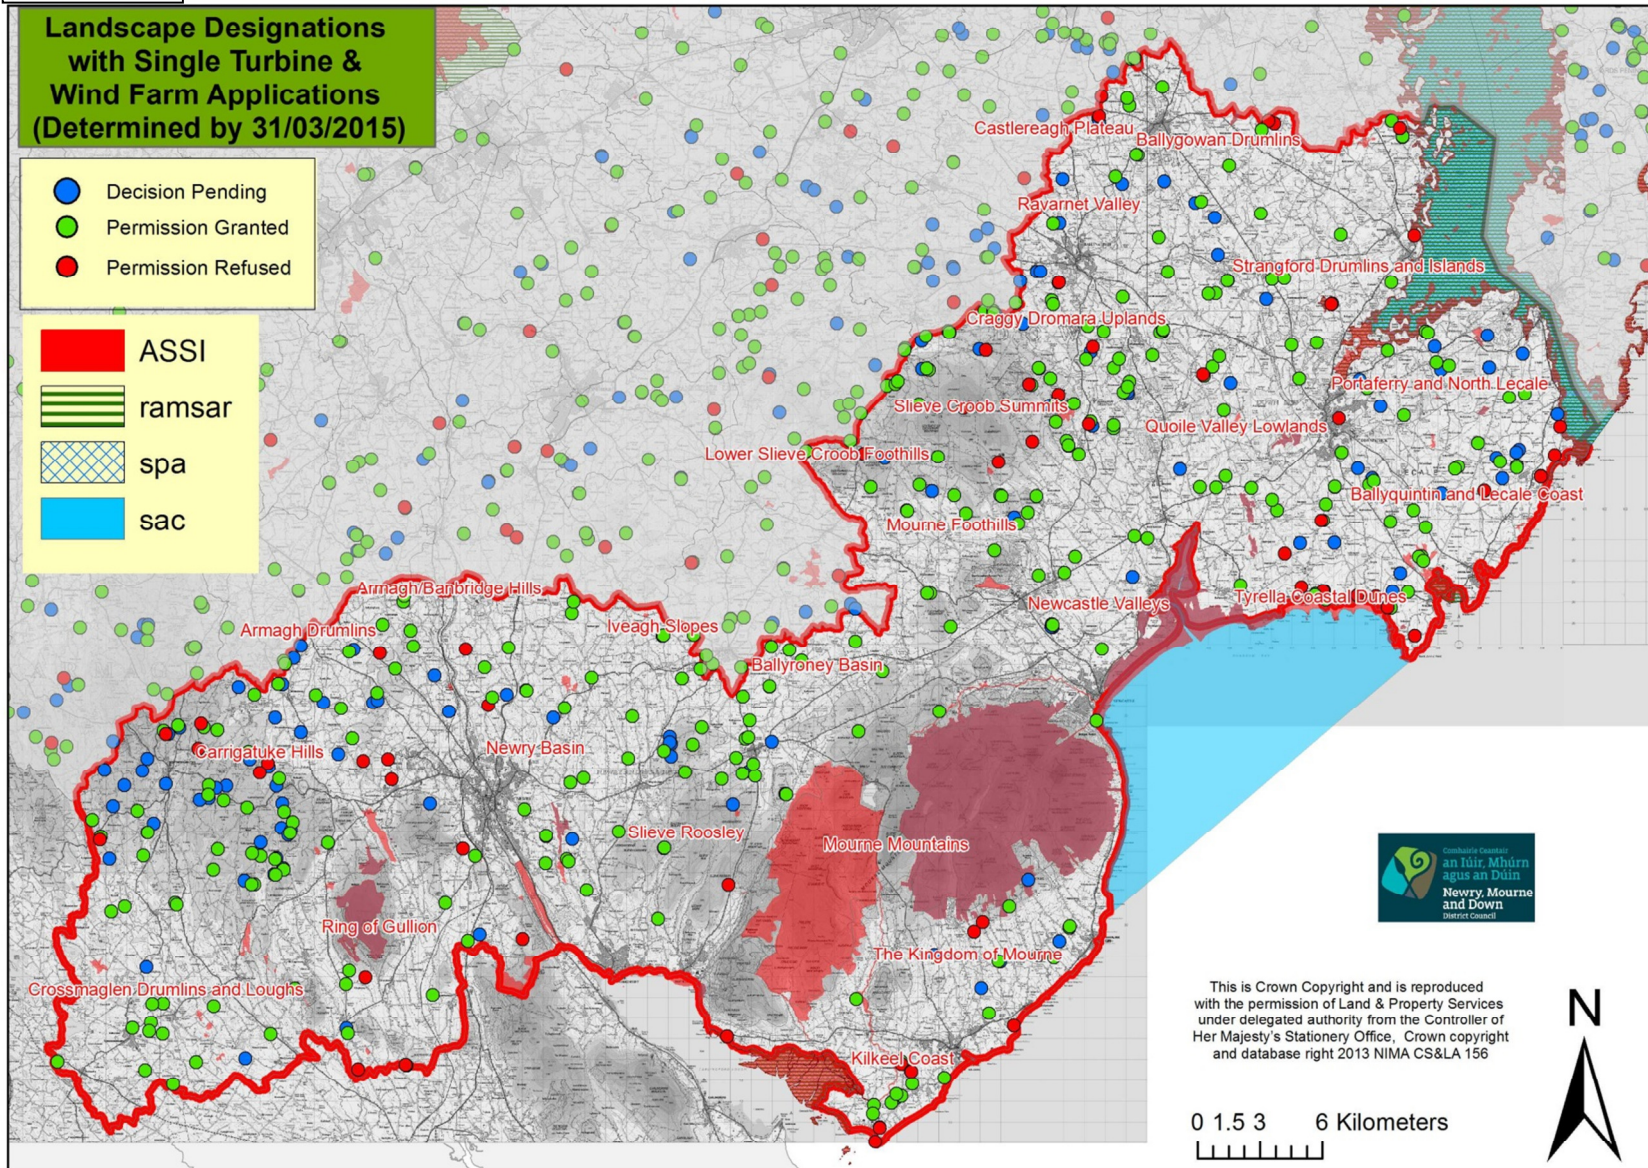 Landscape Designations
with Single Turbine &
Wind Farm Applications
(Determined by 31/03/2015)
Decision Pending
Permission Granted
Permission Refused
ASSI
ramsar
spa
sac
Castlereagh Plateau
Ballygowan Drumlins
Ravarnet Valley
Strangford Drumlins and Islands
Craggy Dromara Uplands
Portaferry and North Lecale
Slieve Croob Summits
Quoile Valley Lowlands
Lower Slieve Croob Foothills
Ballyquintin and Lecale Coast
Mourne Foothills
Armagh/Banbridge Hills
Newcastle Valleys
Tyrella Coastal Dunes
Armagh Drumlins
Iveagh Slopes
Ballyroney Basin
Carrigatuke Hills
Newry Basin
Slieve Roosley
Mourne Mountains
Ring of Gullion
The Kingdom of Mourne
Crossmaglen Drumlins and Loughs
Kilkeel Coast
Comhairle Ceantair
an Iúir, Mhúrn
agus an Dúin
Newry, Mourne
and Down
District Council
This is Crown Copyright and is reproduced
with the permission of Land & Property Services
under delegated authority from the Controller of
Her Majesty's Stationery Office, Crown copyright
and database right 2013 NIMA CS&LA 156
N
0 1.5 3 6 Kilometers